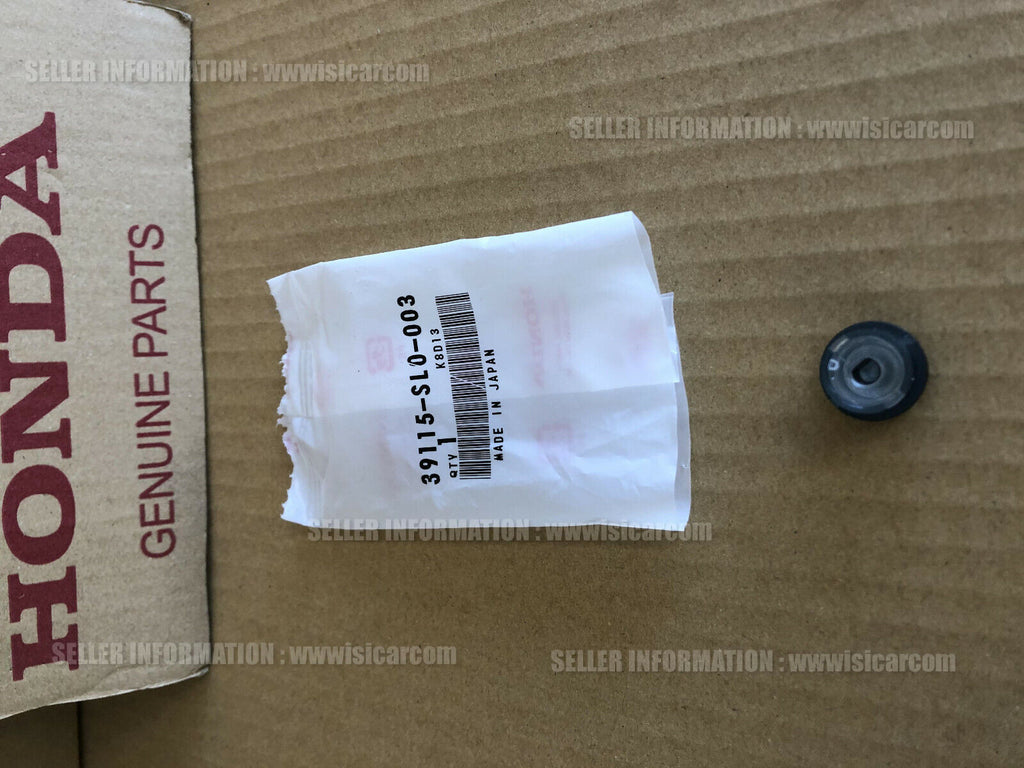 SELLER INFORMATION : wwwisicarcom
SELLER INFORMATION : wwwisicarcom
HONDA
GENUINE PARTS
39115-SL0-003
K8D13
QTY 1
MADE IN JAPAN
SELLER INFORMATION : wwwisicarcom
SELLER INFORMATION : wwwisicarcom
SELLER INFORMATION : wwwisicarcom